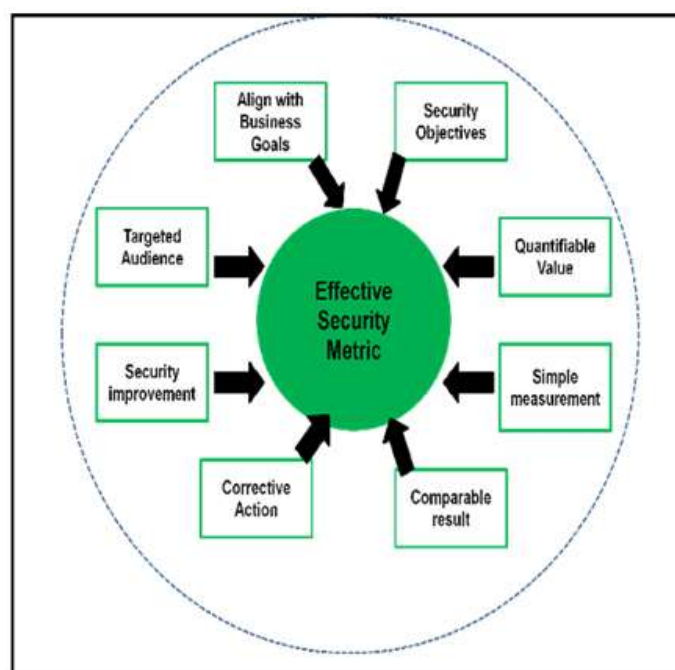 Align with
Business
Goals
Security
Objectives
Targeted
Audience
Quantifiable
Value
Effective
Security
Metric
Security
improvement
Simple
measurement
Corrective
Action
Comparable
result